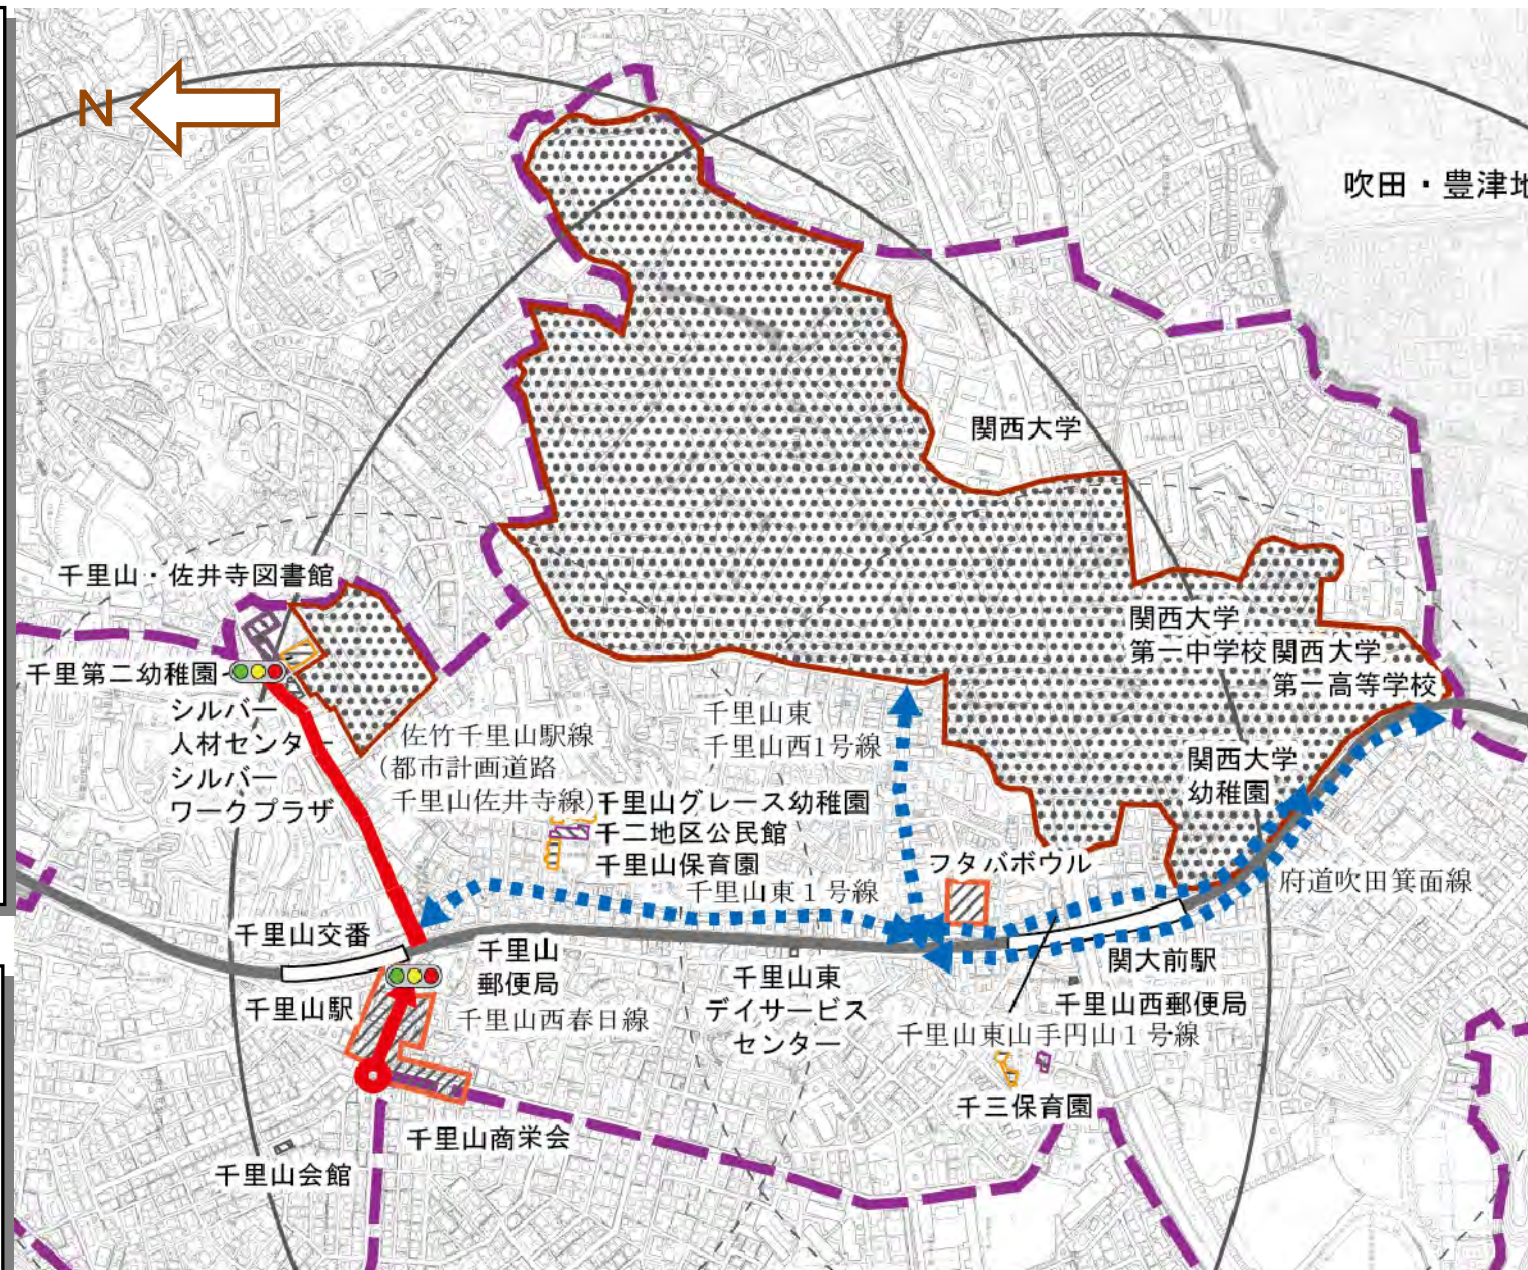 N
吹田・豊津地
関西大学
千里山・佐井寺図書館
千里第二幼稚園
シルバー
人材センター
シルバー
ワークプラザ
佐竹千里山駅線
(都市計画道路
千里山佐井寺線)
千里山東
千里山西1号線
関西大学
第一中学校
関西大学
第一高等学校
関西大学
幼稚園
千里山グレース幼稚園
千二地区公民館
千里山保育園
千里山東1号線
フタバボウル
府道吹田箕面線
千里山交番
千里山駅
千里山
郵便局
千里山西春日線
千里山東
デイサービス
センター
関大前駅
千里山西郵便局
千里山東山手円山1号線
千三保育園
千里山商栄会
千里山会館